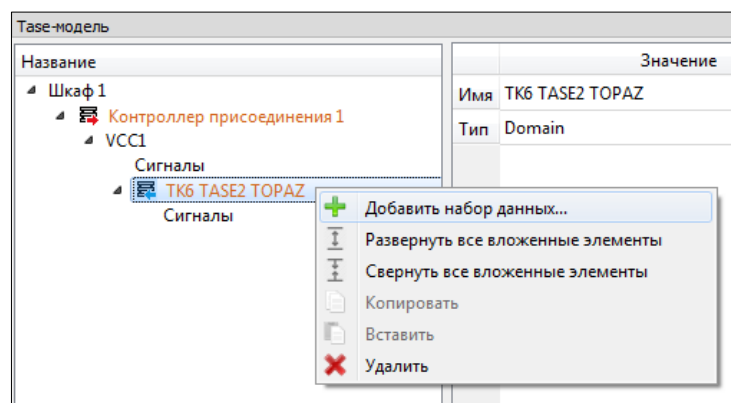 Tase-модель
Название
Значение
Шкаф 1
Имя TK6 TASE2 TOPAZ
Контроллер присоединения 1
Тип Domain
VCC1
Сигналы
TK6 TASE2 TOPAZ
Сигналы
Добавить набор данных...
Развернуть все вложенные элементы
Свернуть все вложенные элементы
Копировать
Вставить
Удалить